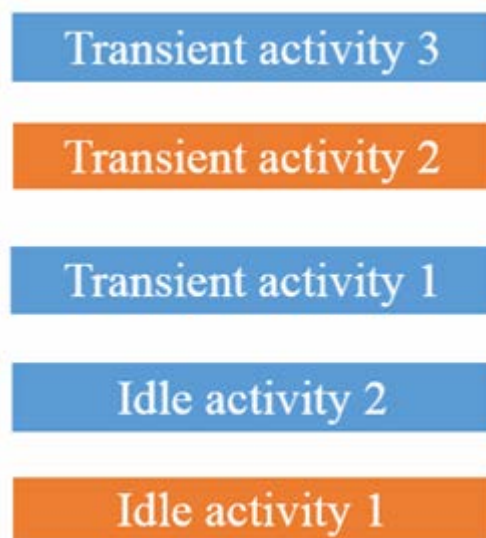 Transient activity 3
Transient activity 2
Transient activity 1
Idle activity 2
Idle activity 1